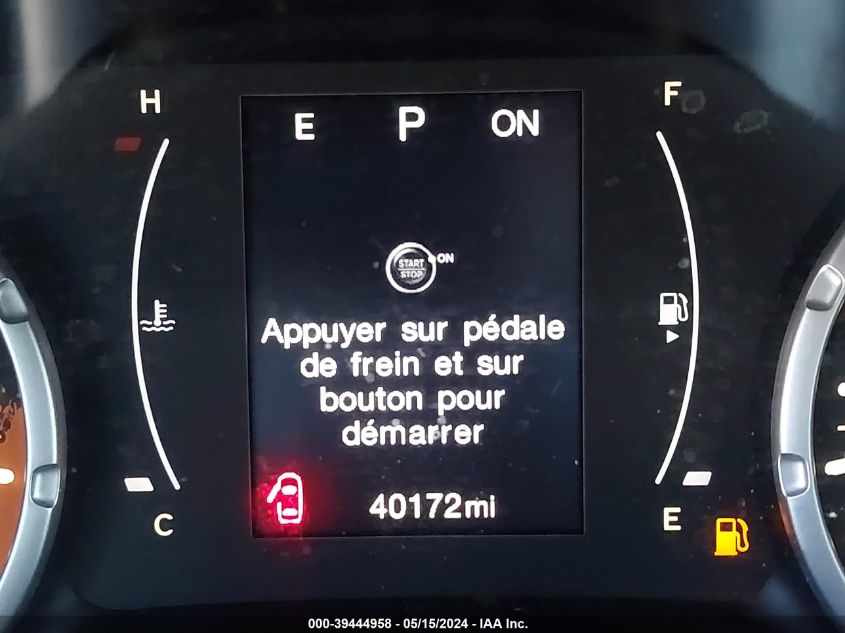 H
F
E P ON
START
STOP
ON
Appuyer sur pédale
de frein et sur
bouton pour
démarrer
40172mi
C
E
000-39444958 - 05/15/2024 - IAA Inc.